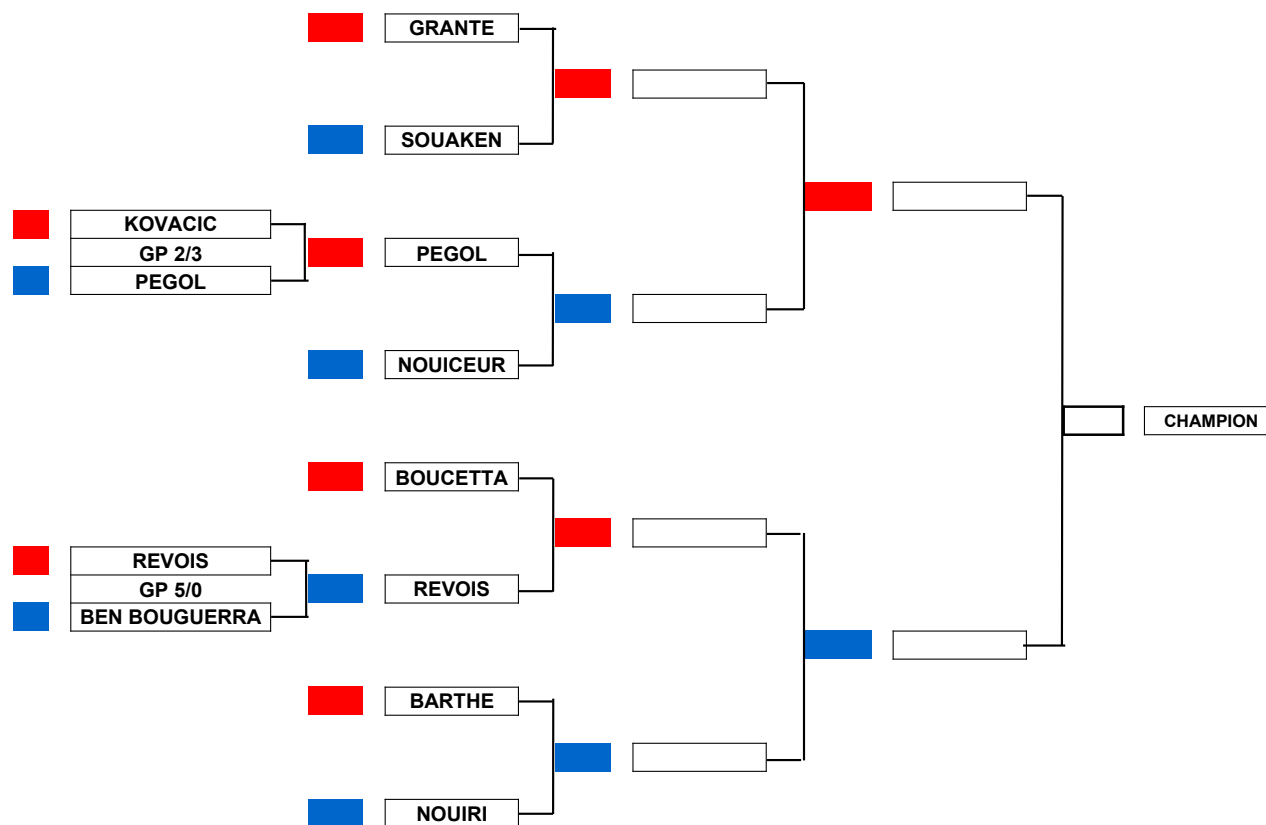 GRANTE
SOUAKEN
KOVACIC
GP 2/3
PEGOL
PEGOL
NOUICEUR
CHAMPION
BOUCETTA
REVOIS
GP 5/0
BEN BOUGUERRA
REVOIS
BARTHE
NOUIRI